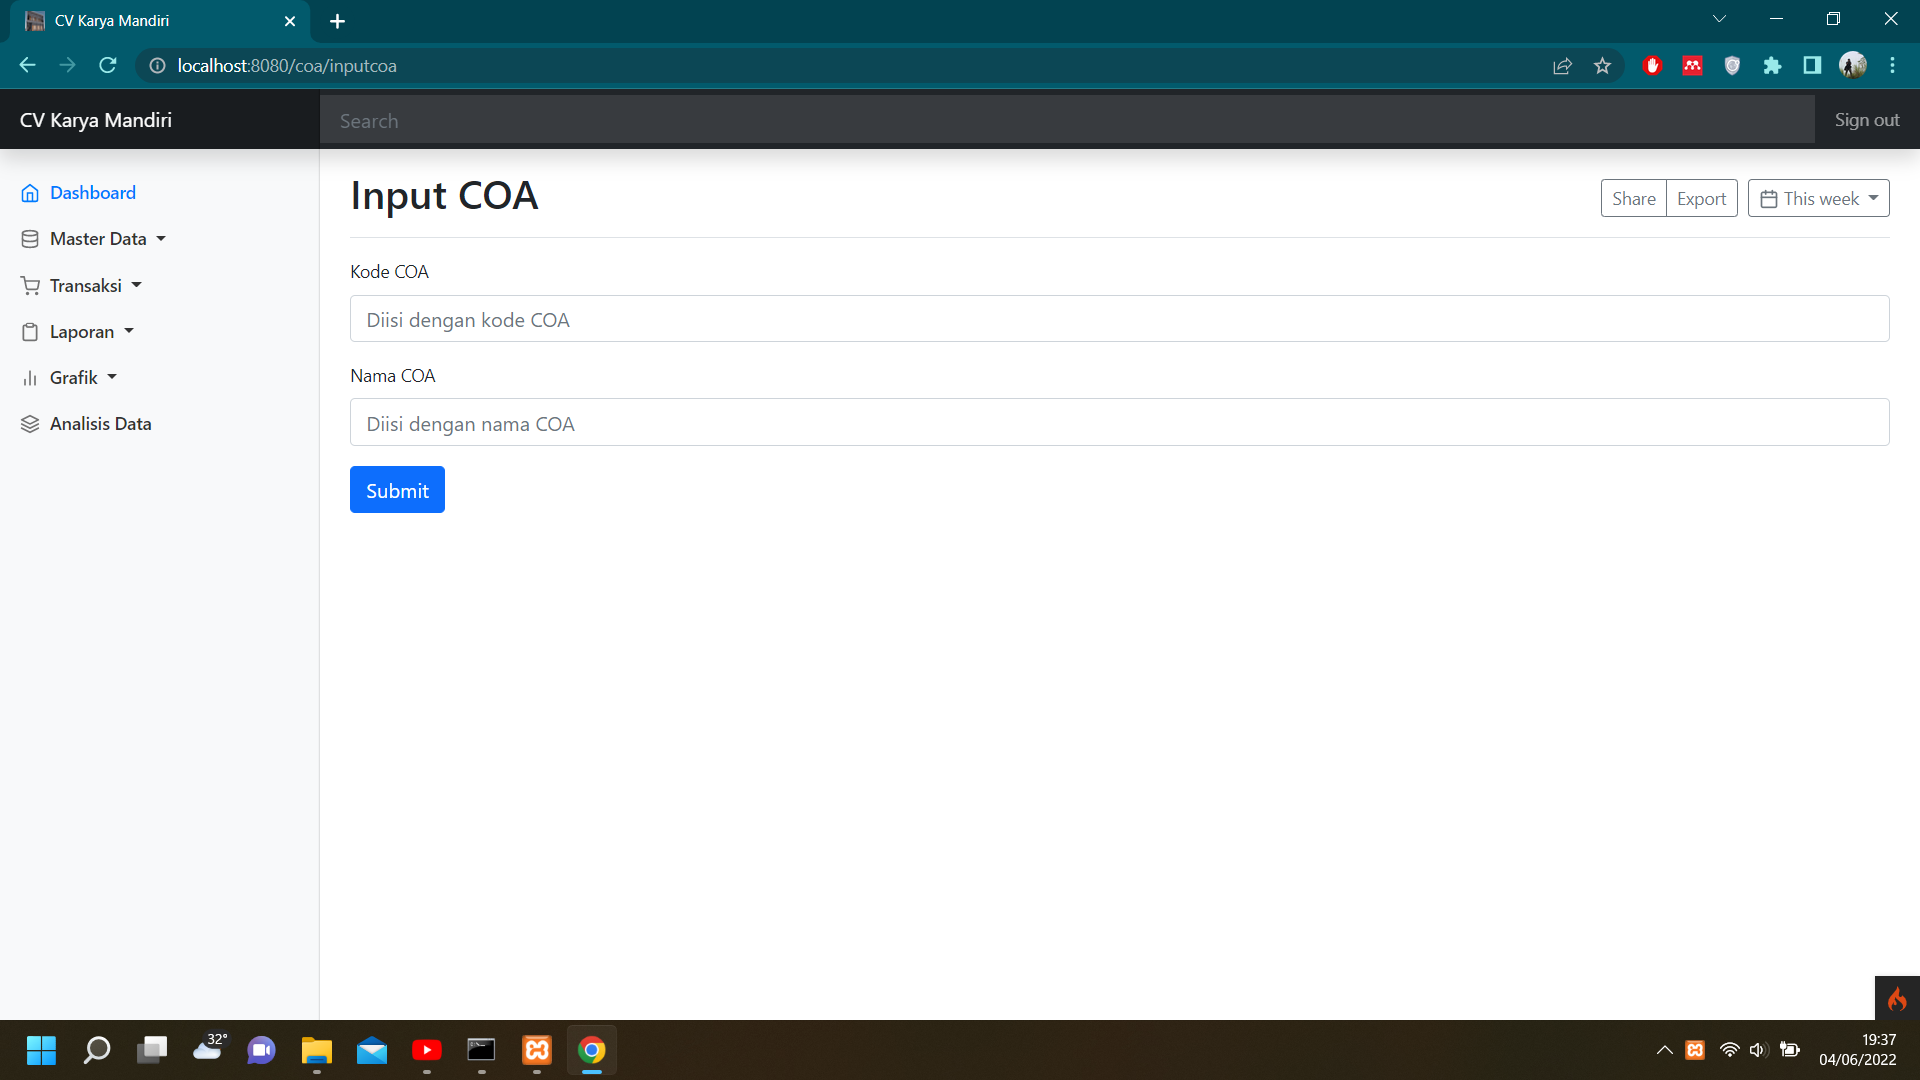 CV Karya Mandiri
localhost:8080/coa/inputcoa
CV Karya Mandiri
Search
Sign out
Dashboard
Master Data
Transaksi
Laporan
Grafik
Analisis Data
Input COA
Share
Export
This week
Kode COA
Diisi dengan kode COA
Nama COA
Diisi dengan nama COA
Submit
32°
19:37
04/06/2022